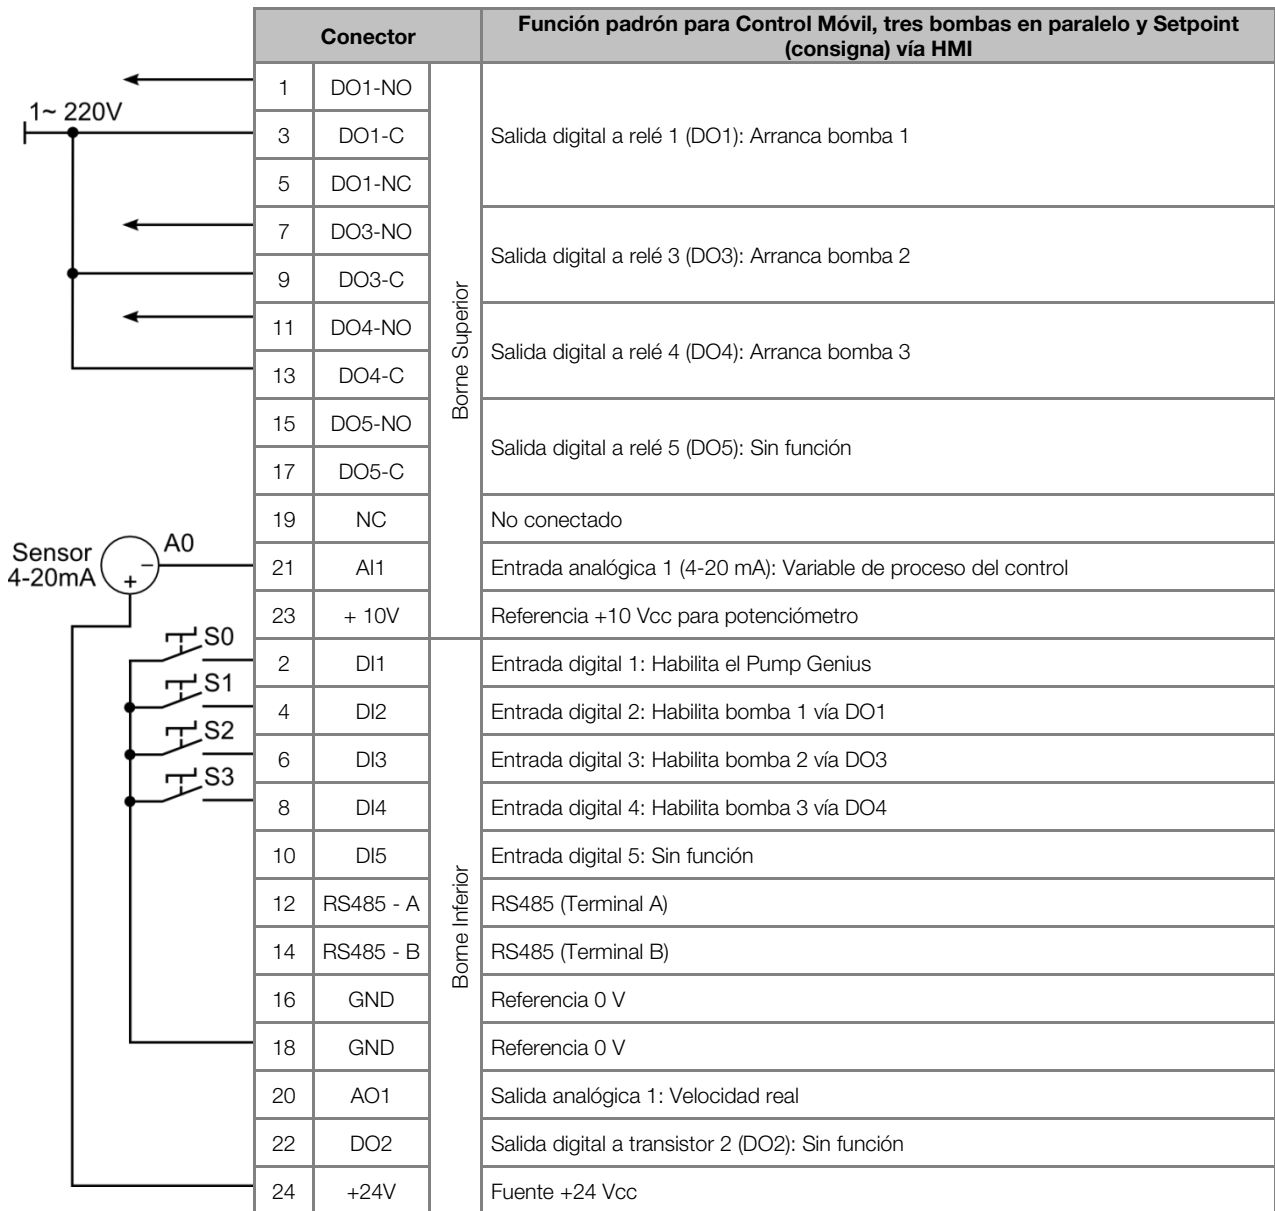 Conector
Función padrón para Control Móvil, tres bombas en paralelo y Setpoint
(consigna) vía HMI
1~ 220V
1 DO1-NO
3 DO1-C
5 DO1-NC
Salida digital a relé 1 (DO1): Arranca bomba 1
7 DO3-NO
9 DO3-C
Salida digital a relé 3 (DO3): Arranca bomba 2
11 DO4-NO
13 DO4-C
Salida digital a relé 4 (DO4): Arranca bomba 3
15 DO5-NO
17 DO5-C
Salida digital a relé 5 (DO5): Sin función
Borne Superior
19 NC No conectado
Sensor
4-20mA
+
−
A0
21 AI1 Entrada analógica 1 (4-20 mA): Variable de proceso del control
23 + 10V Referencia +10 Vcc para potenciómetro
S0
2 DI1 Entrada digital 1: Habilita el Pump Genius
S1
4 DI2 Entrada digital 2: Habilita bomba 1 vía DO1
S2
6 DI3 Entrada digital 3: Habilita bomba 2 vía DO3
S3
8 DI4 Entrada digital 4: Habilita bomba 3 vía DO4
10 DI5 Entrada digital 5: Sin función
Borne Inferior
12 RS485 - A RS485 (Terminal A)
14 RS485 - B RS485 (Terminal B)
16 GND Referencia 0 V
18 GND Referencia 0 V
20 AO1 Salida analógica 1: Velocidad real
22 DO2 Salida digital a transistor 2 (DO2): Sin función
24 +24V Fuente +24 Vcc